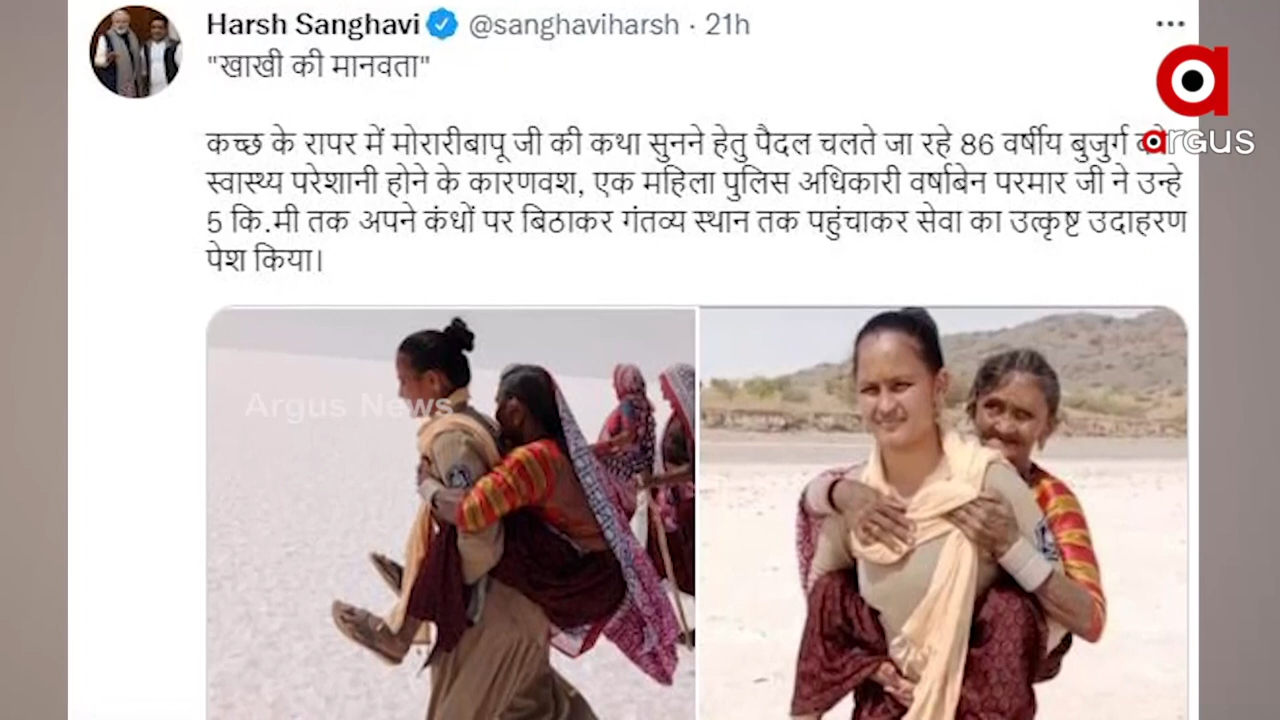 Harsh Sanghavi @sanghaviharsh · 21h
"खाखी की मानवता"
argus
कच्छ के रापर में मोरारीबापू जी की कथा सुनने हेतु पैदल चलते जा रहे 86 वर्षीय बुजुर्ग
स्वास्थ्य परेशानी होने के कारणवश, एक महिला पुलिस अधिकारी वर्षाबेन परमार जी ने उन्हे
5 कि.मी तक अपने कंधों पर बिठाकर गंतव्य स्थान तक पहुंचाकर सेवा का उत्कृष्ट उदाहरण
पेश किया।
Argus News